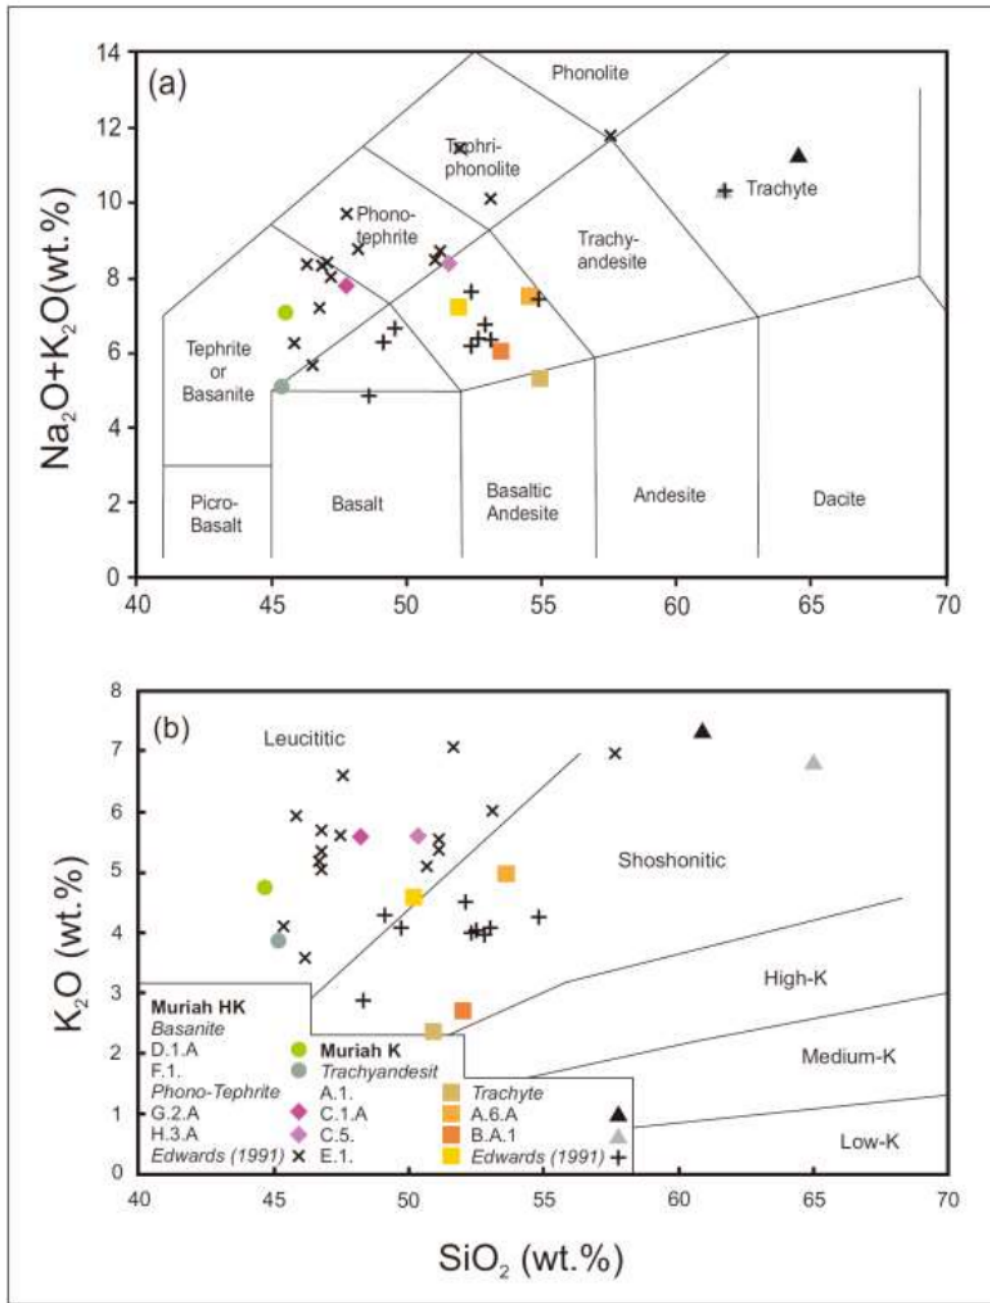 (a)
Na₂O+K₂O(wt.%)
14
12
10
8
6
4
2
0
Phonolite
Tephri-
phonolite
Phono-
tephrite
Trachyte
Trachy-
andesite
Tephrite
or
Basanite
Picro-
Basalt
Basalt
Basaltic
Andesite
Andesite
Dacite
40 45 50 55 60 65 70
(b)
K₂O (wt.%)
8
7
6
5
4
3
2
1
0
Leucititic
Shoshonitic
High-K
Medium-K
Low-K
Muriah HK
Basanite
D.1.A
F.1.
Phono-Tephrite
G.2.A
H.3.A
Edwards (1991)
Muriah K
Trachyandesit
A.1.
C.1.A
C.5.
E.1.
Trachyte
A.6.A
B.A.1
Edwards (1991)
40 45 50 55 60 65 70
SiO₂ (wt.%)